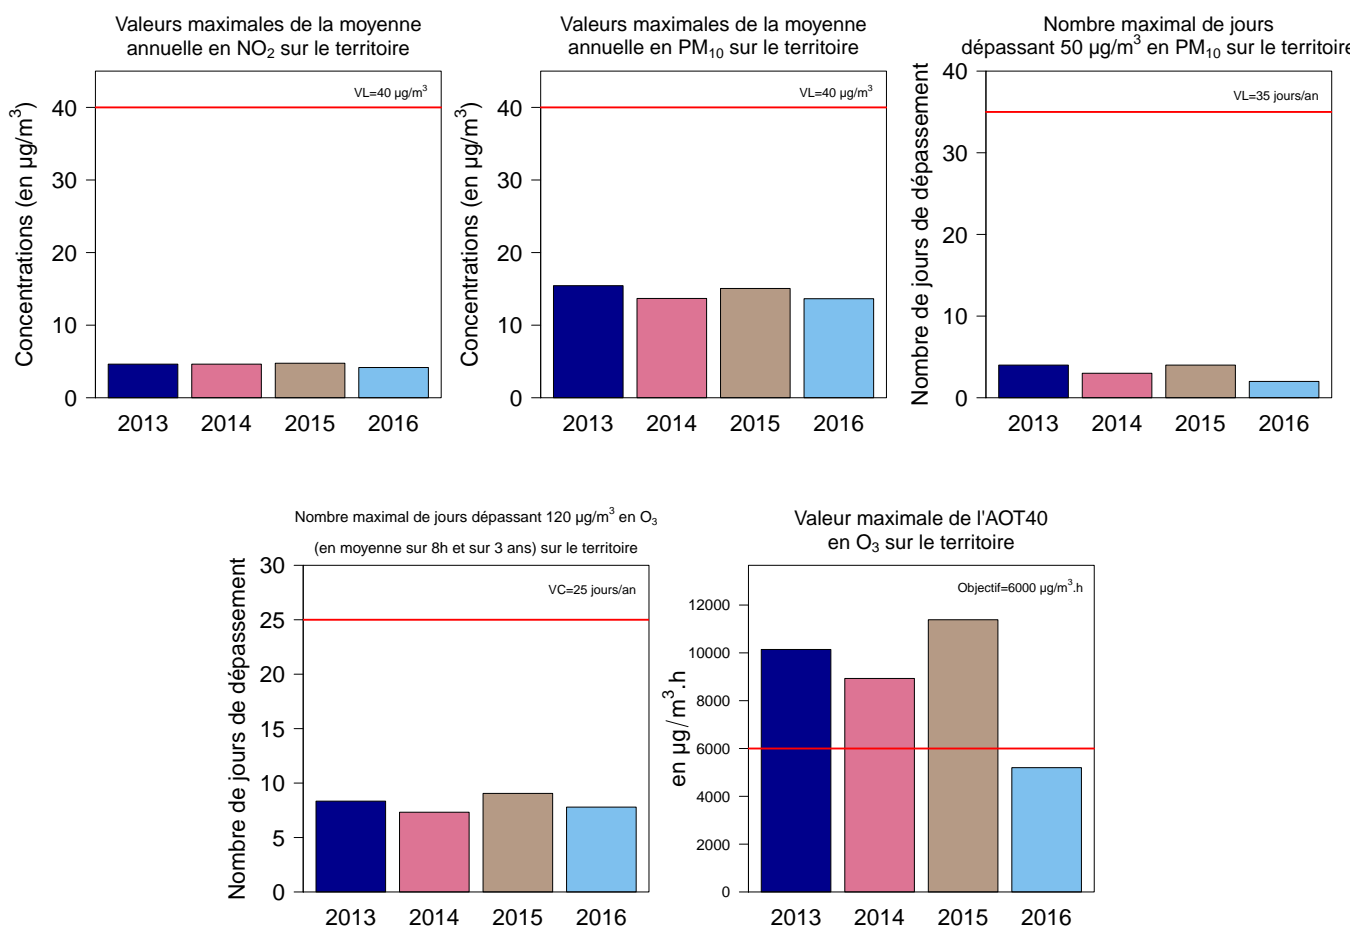 Valeurs maximales de la moyenne
annuelle en NO₂ sur le territoire
VL=40 µg/m³
Concentrations (en µg/m³)
40
30
20
10
0
2013 2014 2015 2016
Valeurs maximales de la moyenne
annuelle en PM₁₀ sur le territoire
VL=40 µg/m³
Concentrations (en µg/m³)
40
30
20
10
0
2013 2014 2015 2016
Nombre maximal de jours
dépassant 50 µg/m³ en PM₁₀ sur le territoire
VL=35 jours/an
Nombre de jours de dépassement
40
30
20
10
0
2013 2014 2015 2016
Nombre maximal de jours dépassant 120 µg/m³ en O₃
(en moyenne sur 8h et sur 3 ans) sur le territoire
VC=25 jours/an
Nombre de jours de dépassement
30
25
20
15
10
5
0
2013 2014 2015 2016
Valeur maximale de l'AOT40
en O₃ sur le territoire
Objectif=6000 µg/m³.h
en µg/m³.h
12000
10000
8000
6000
4000
2000
0
2013 2014 2015 2016